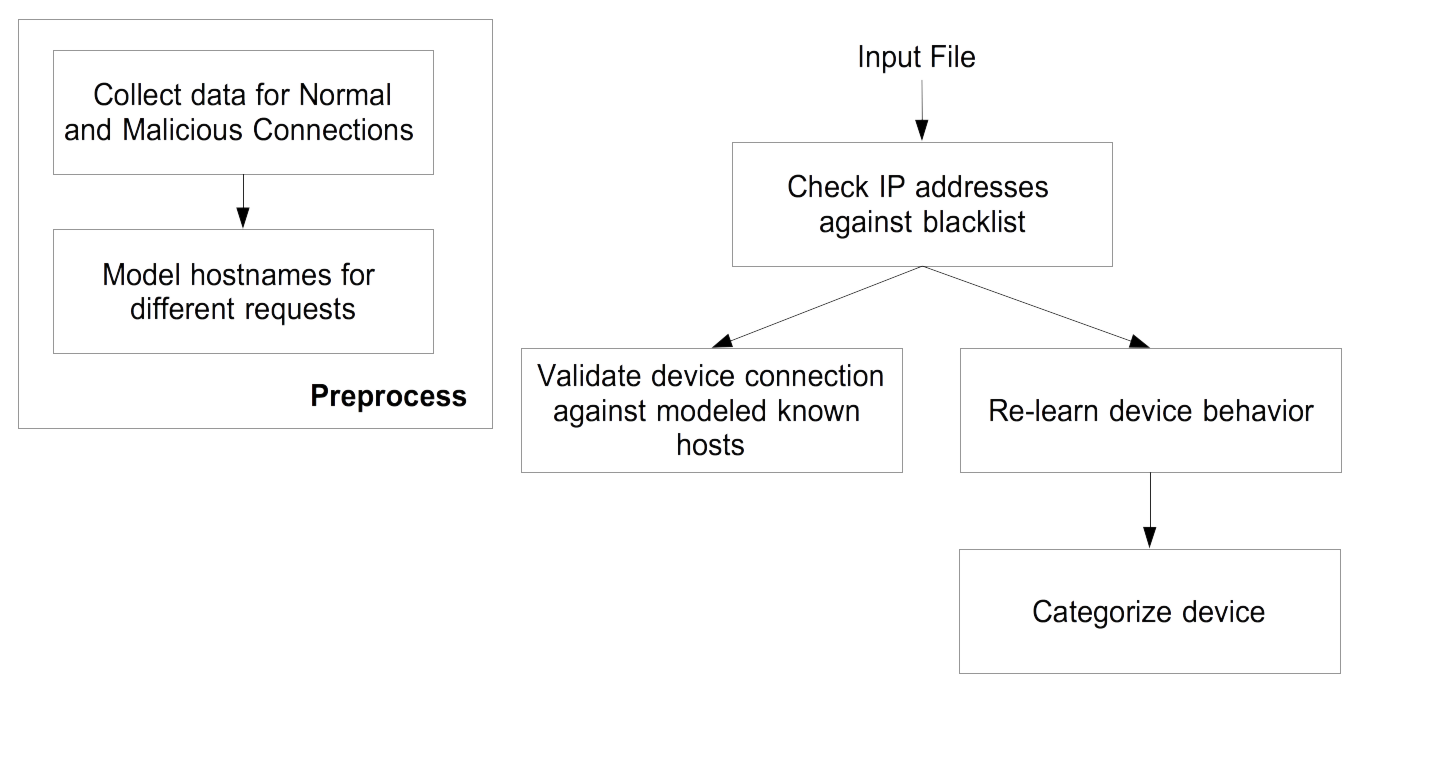 Collect data for Normal
and Malicious Connections
Model hostnames for
different requests
Preprocess
Input File
Check IP addresses
against blacklist
Validate device connection
against modeled known
hosts
Re-learn device behavior
Categorize device